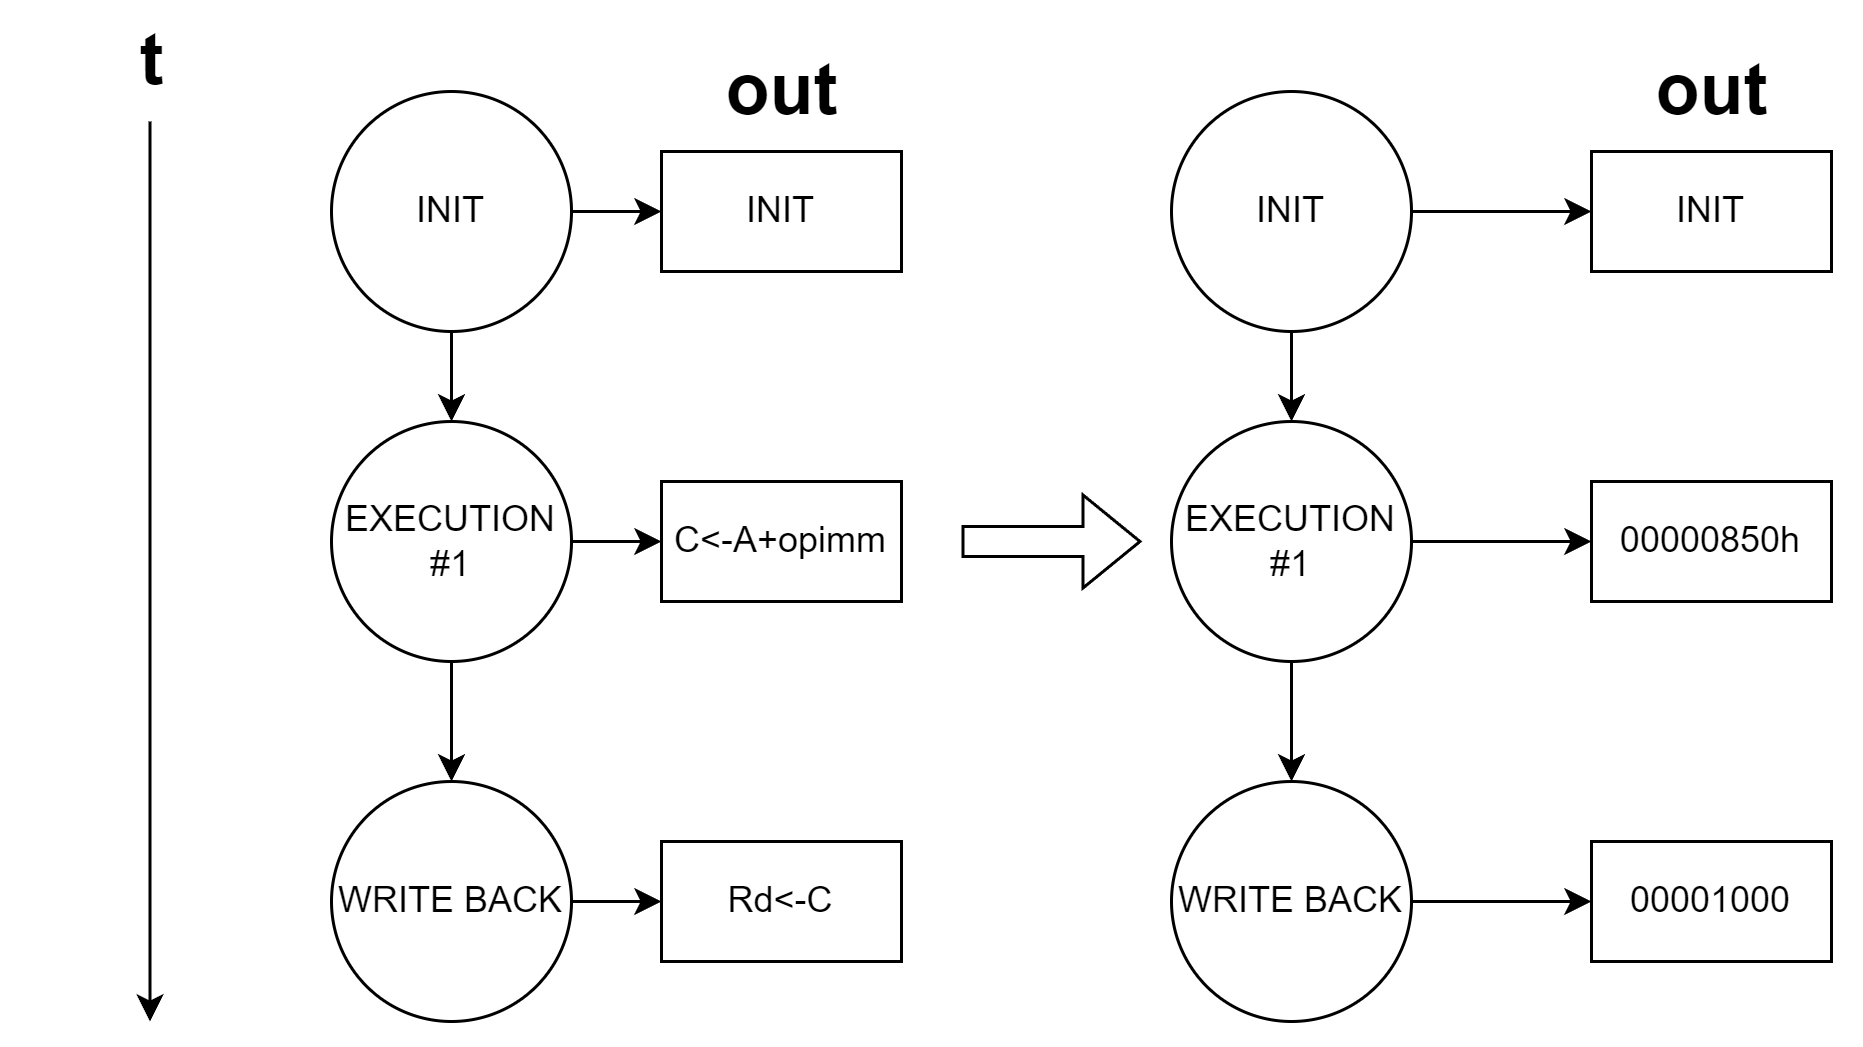 t
out
out
INIT
INIT
INIT
INIT
EXECUTION
#1
C<-A+opimm
EXECUTION
#1
00000850h
WRITE BACK
Rd<-C
WRITE BACK
00001000